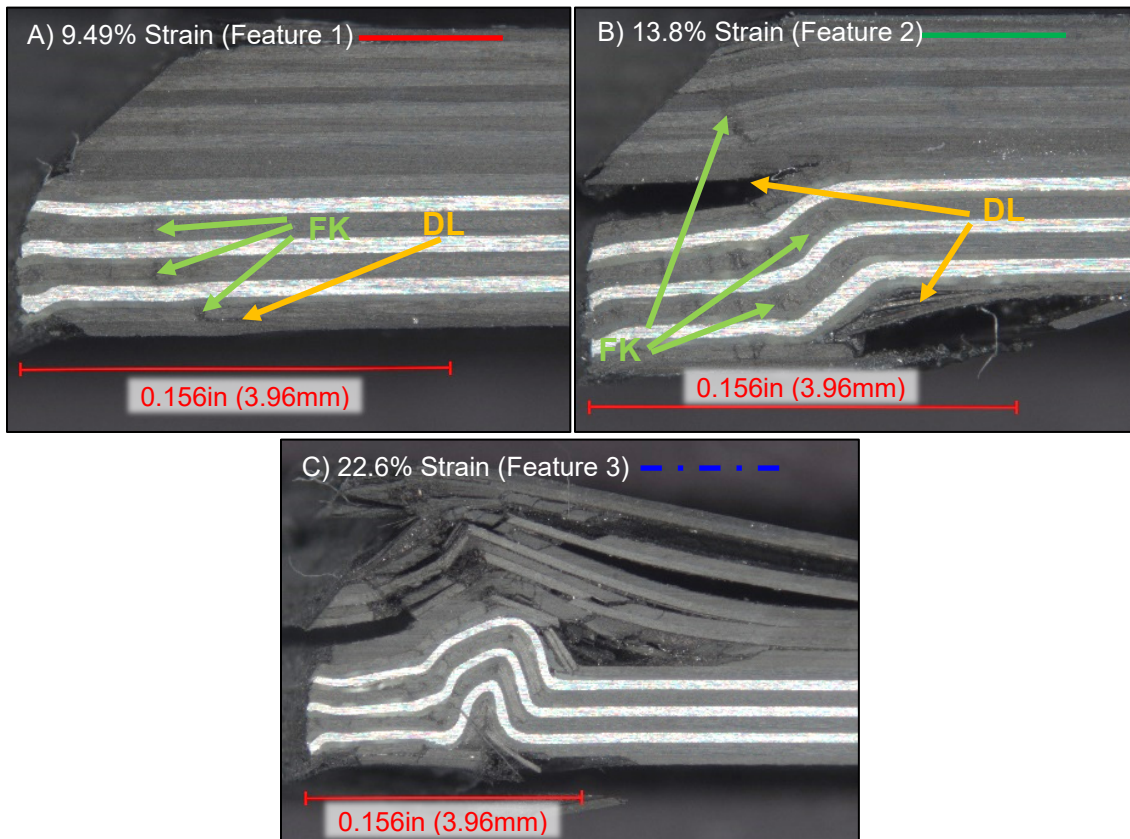 A) 9.49% Strain (Feature 1)
FK
DL
0.156in (3.96mm)
B) 13.8% Strain (Feature 2)
DL
FK
0.156in (3.96mm)
C) 22.6% Strain (Feature 3)
0.156in (3.96mm)